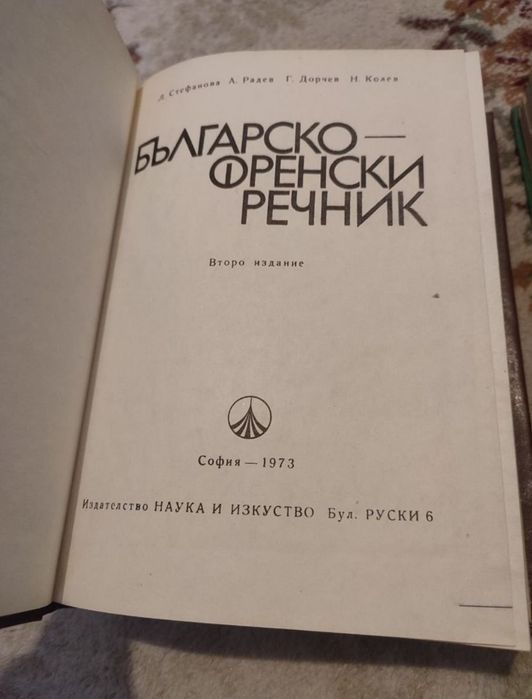 Л. Стефанова А. Радев Г. Дорчев Н. Колев
БЪЛГАРСКО—
ФРЕНСКИ
РЕЧНИК
Второ издание
София — 1973
Издателство НАУКА И ИЗКУСТВО Бул. РУСКИ 6